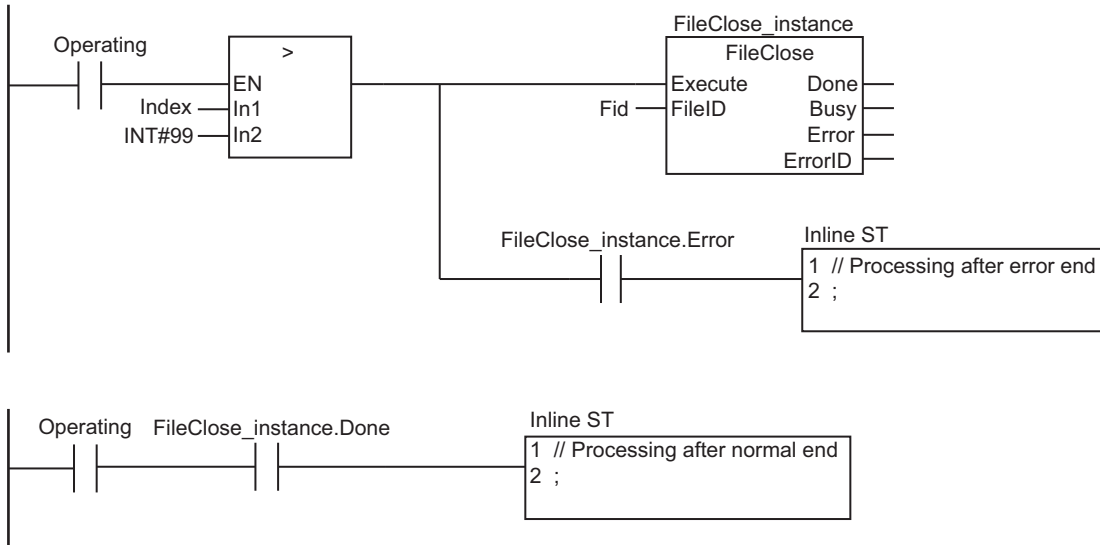 FileClose_instance
Operating
>
FileClose
EN
Execute
Done
Index
In1
Fid
FileID
Busy
INT#99
In2
Error
ErrorID
FileClose_instance.Error
Inline ST
1 // Processing after error end
2 ;
Operating
FileClose_instance.Done
Inline ST
1 // Processing after normal end
2 ;